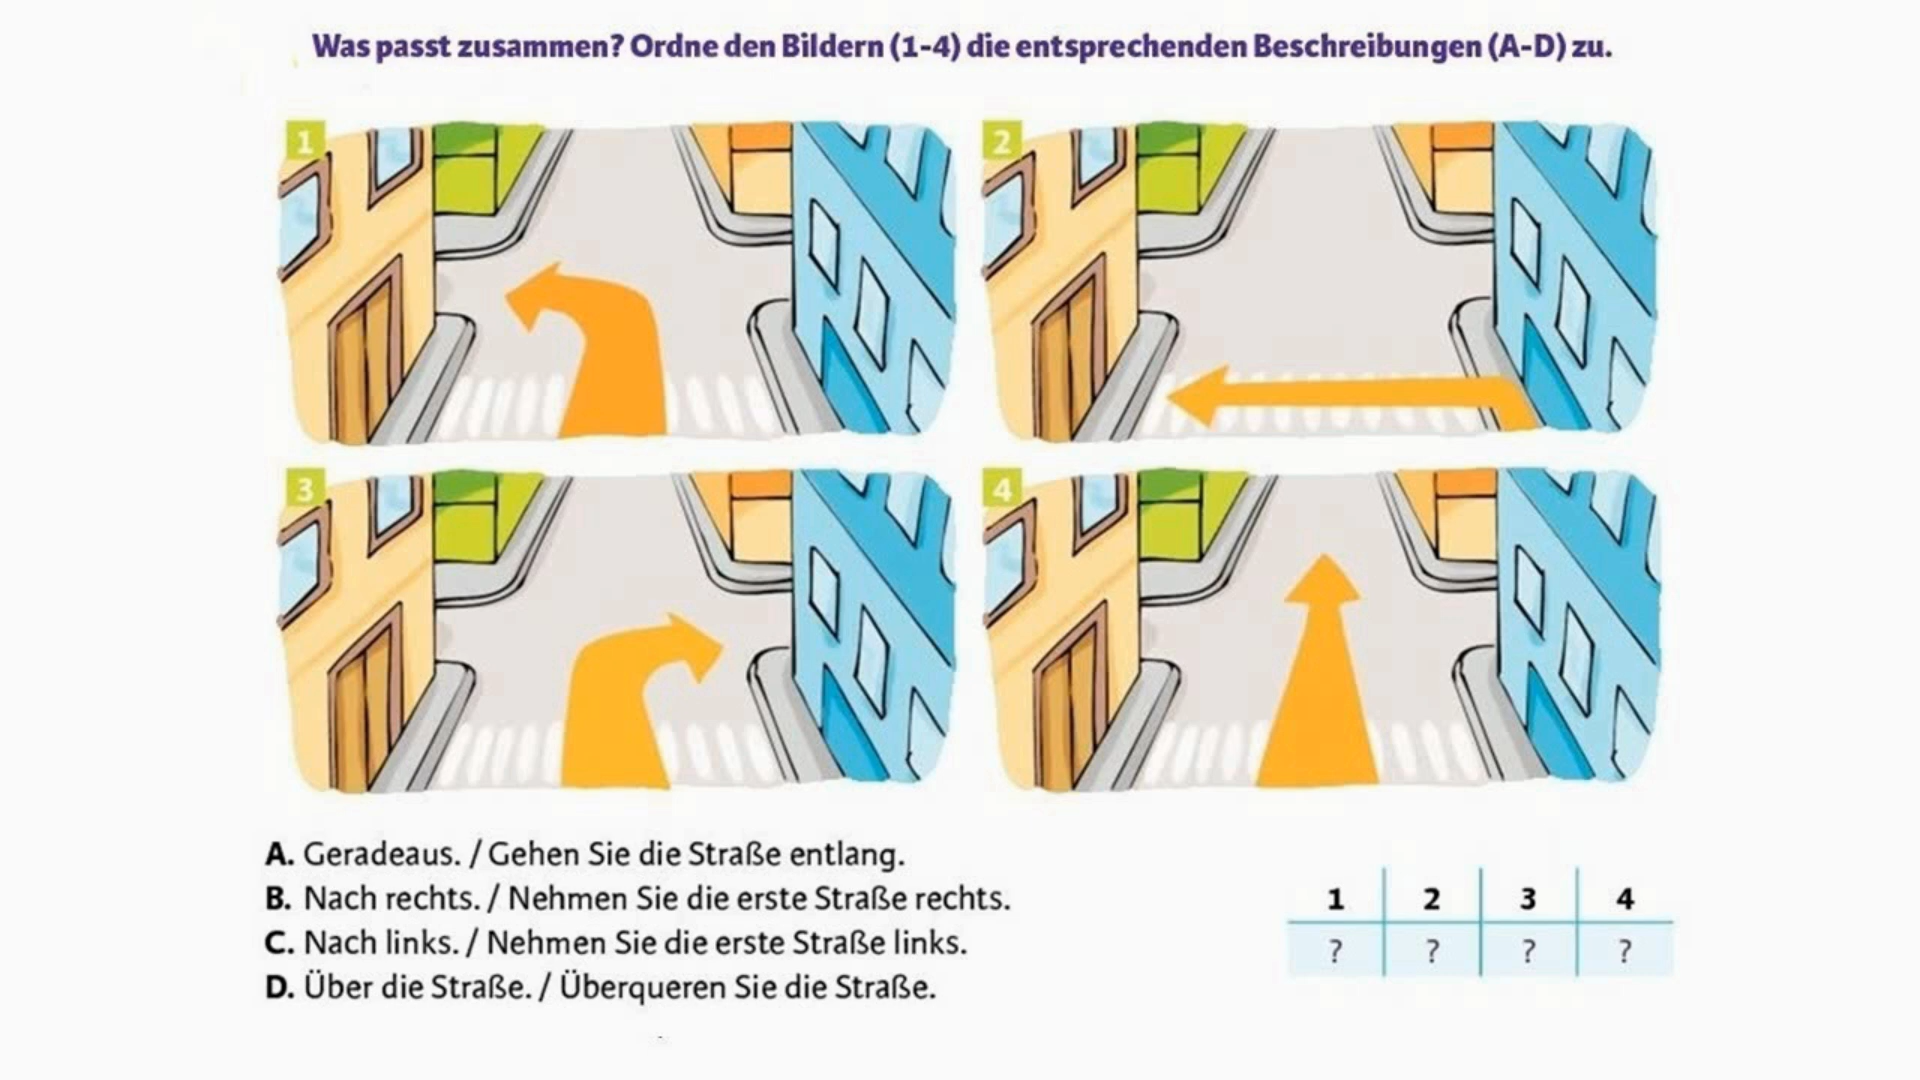 Was passt zusammen? Ordne den Bildern (1-4) die entsprechenden Beschreibungen (A-D) zu.
1
2
3
4
A. Geradeaus. / Gehen Sie die Straße entlang.
B. Nach rechts. / Nehmen Sie die erste Straße rechts.
C. Nach links. / Nehmen Sie die erste Straße links.
D. Über die Straße. / Überqueren Sie die Straße.
1 2 3 4
? ? ? ?